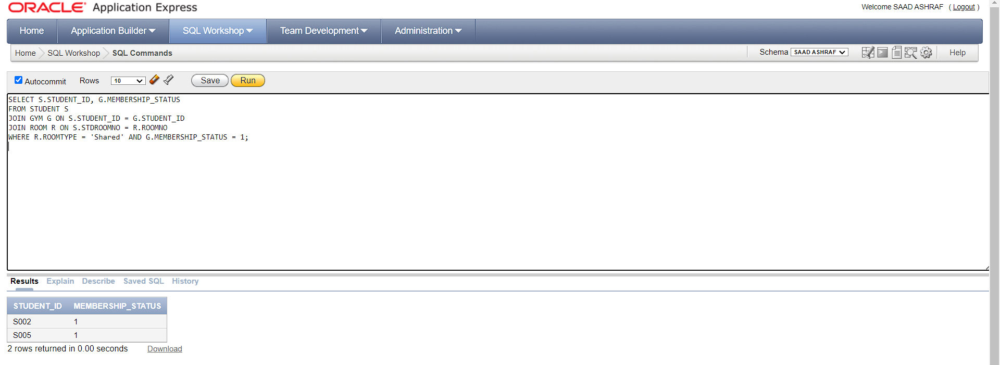 ORACLE® Application Express
Welcome SAAD ASHRAF ( Logout )
Home Application Builder SQL Workshop Team Development Administration
Home SQL Workshop SQL Commands Schema SAAD ASHRAF Help
Autocommit Rows 10 Save Run
SELECT S.STUDENT_ID, G.MEMBERSHIP_STATUS
FROM STUDENT S
JOIN GYM G ON S.STUDENT_ID = G.STUDENT_ID
JOIN ROOM R ON S.STDROOMNO = R.ROOMNO
WHERE R.ROOMTYPE = 'Shared' AND G.MEMBERSHIP_STATUS = 1;
Results Explain Describe Saved SQL History
STUDENT_ID MEMBERSHIP_STATUS
S002 1
S005 1
2 rows returned in 0.00 seconds Download